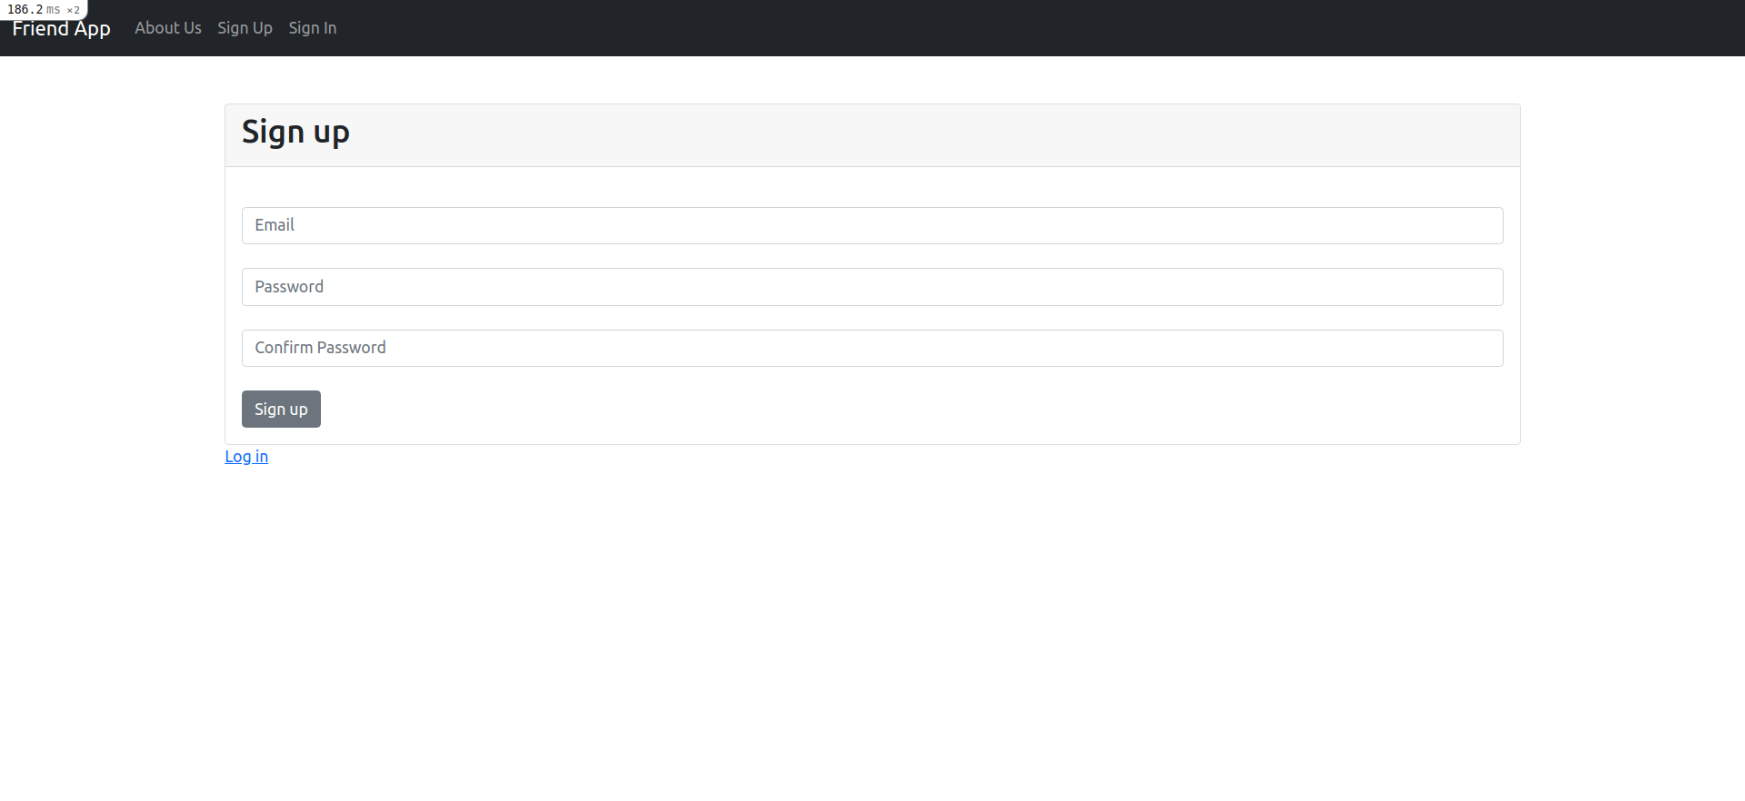 186.2 ms ×2
Friend App About Us Sign Up Sign In
Sign up
Email
Password
Confirm Password
Sign up
Log in